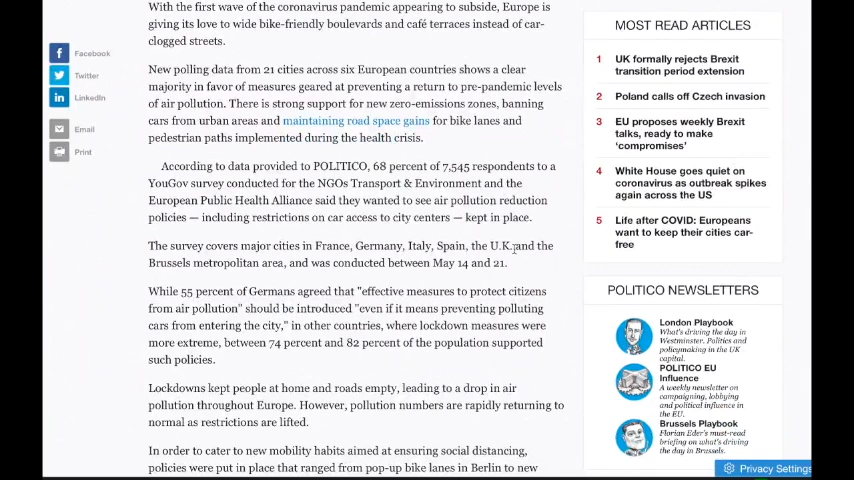 With the first wave of the coronavirus pandemic appearing to subside, Europe is
giving its love to wide bike-friendly boulevards and café terraces instead of car-
clogged streets.
Facebook
Twitter
LinkedIn
Email
Print
New polling data from 21 cities across six European countries shows a clear
majority in favor of measures geared at preventing a return to pre-pandemic levels
of air pollution. There is strong support for new zero-emissions zones, banning
cars from urban areas and maintaining road space gains for bike lanes and
pedestrian paths implemented during the health crisis.
According to data provided to POLITICO, 68 percent of 7,545 respondents to a
YouGov survey conducted for the NGOs Transport & Environment and the
European Public Health Alliance said they wanted to see air pollution reduction
policies — including restrictions on car access to city centers — kept in place.
The survey covers major cities in France, Germany, Italy, Spain, the U.K. and the
Brussels metropolitan area, and was conducted between May 14 and 21.
While 55 percent of Germans agreed that "effective measures to protect citizens
from air pollution" should be introduced "even if it means preventing polluting
cars from entering the city," in other countries, where lockdown measures were
more extreme, between 74 percent and 82 percent of the population supported
such policies.
Lockdowns kept people at home and roads empty, leading to a drop in air
pollution throughout Europe. However, pollution numbers are rapidly returning to
normal as restrictions are lifted.
In order to cater to new mobility habits aimed at ensuring social distancing,
policies were put in place that ranged from pop-up bike lanes in Berlin to new
MOST READ ARTICLES
1 UK formally rejects Brexit
transition period extension
2 Poland calls off Czech invasion
3 EU proposes weekly Brexit
talks, ready to make
‘compromises’
4 White House goes quiet on
coronavirus as outbreak spikes
again across the US
5 Life after COVID: Europeans
want to keep their cities car-
free
POLITICO NEWSLETTERS
London Playbook
What's driving the day in
Westminster. Politics and
policymaking in the UK
capital.
POLITICO EU
Influence
A weekly newsletter on
campaigning, lobbying
and political influence in
the EU.
Brussels Playbook
Florian Eder's must-read
briefing on what's driving
the day in Brussels.
Privacy Settings